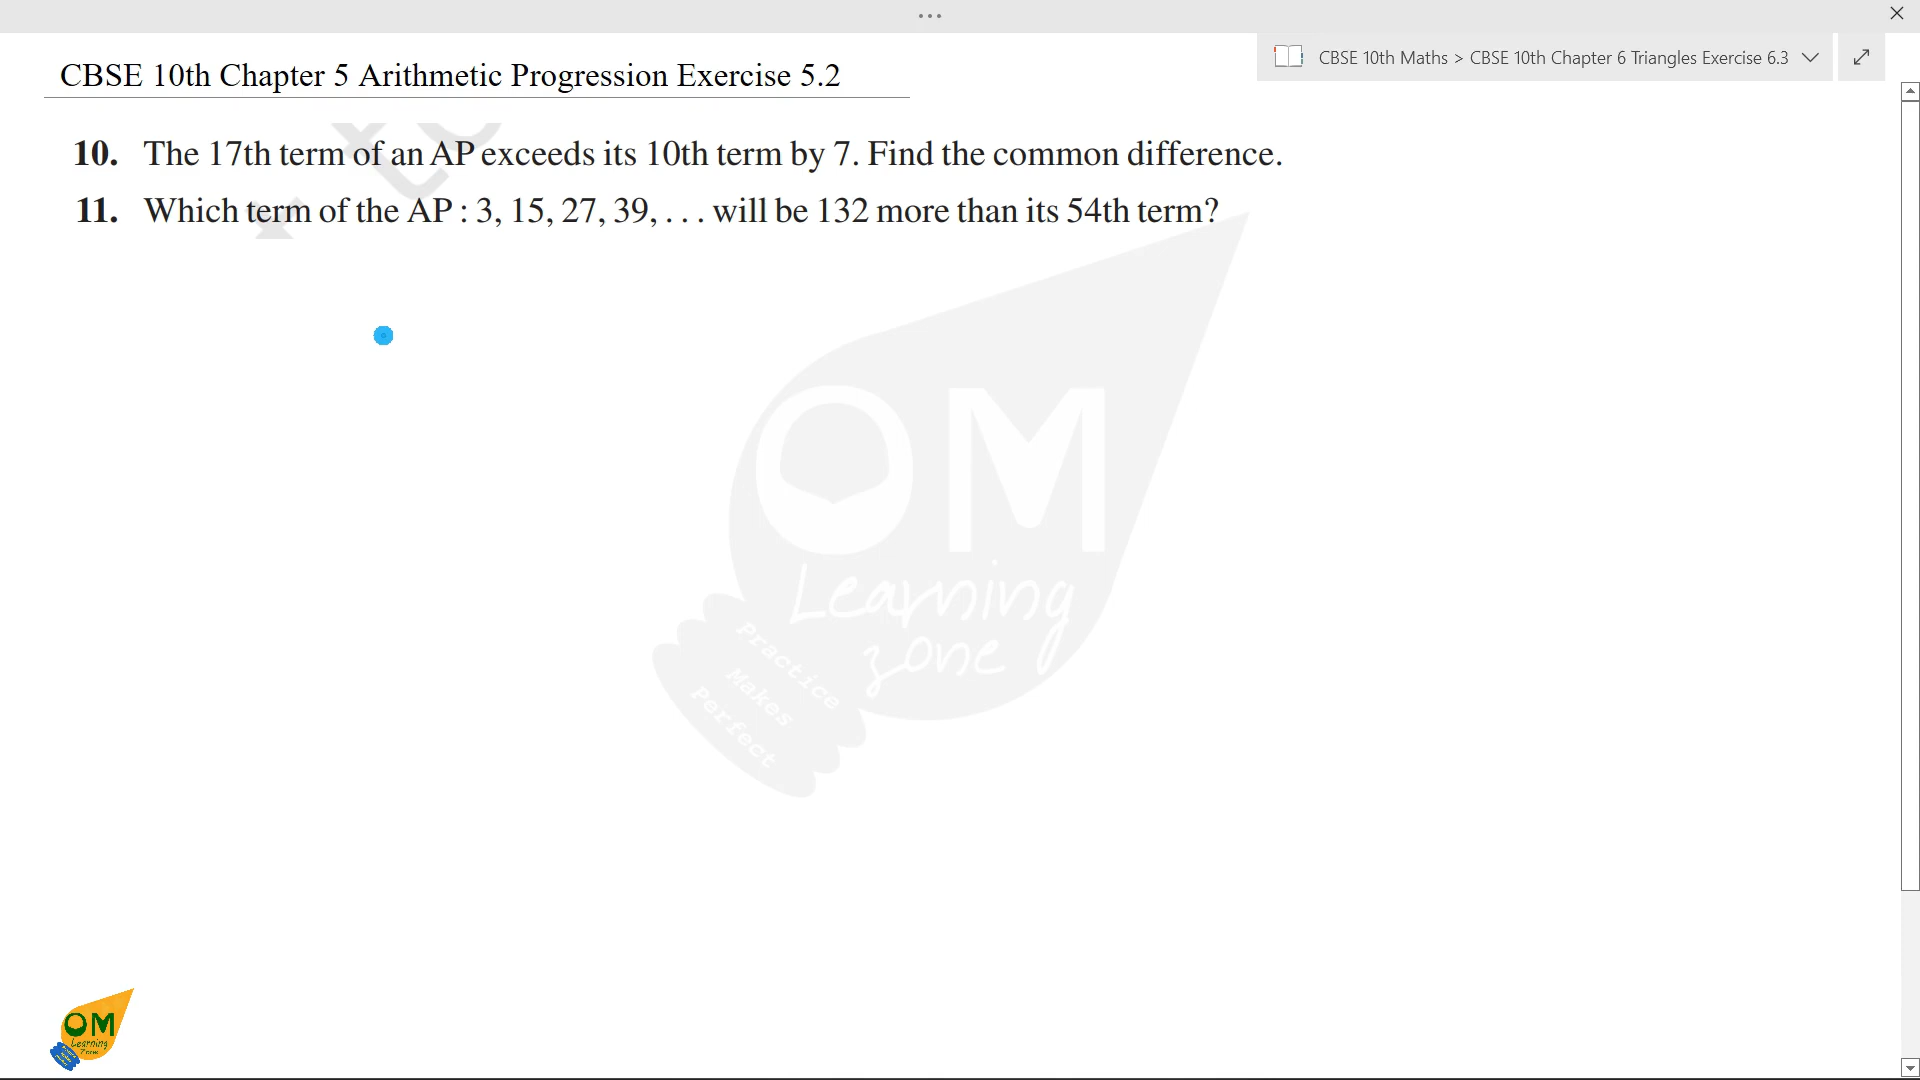 CBSE 10th Maths > CBSE 10th Chapter 6 Triangles Exercise 6.3
CBSE 10th Chapter 5 Arithmetic Progression Exercise 5.2
10. The 17th term of an AP exceeds its 10th term by 7. Find the common difference.
11. Which term of the AP : 3, 15, 27, 39, . . . will be 132 more than its 54th term?
OM
Learning
zone
Practice
Makes
Perfect
OM
Learning
Zone